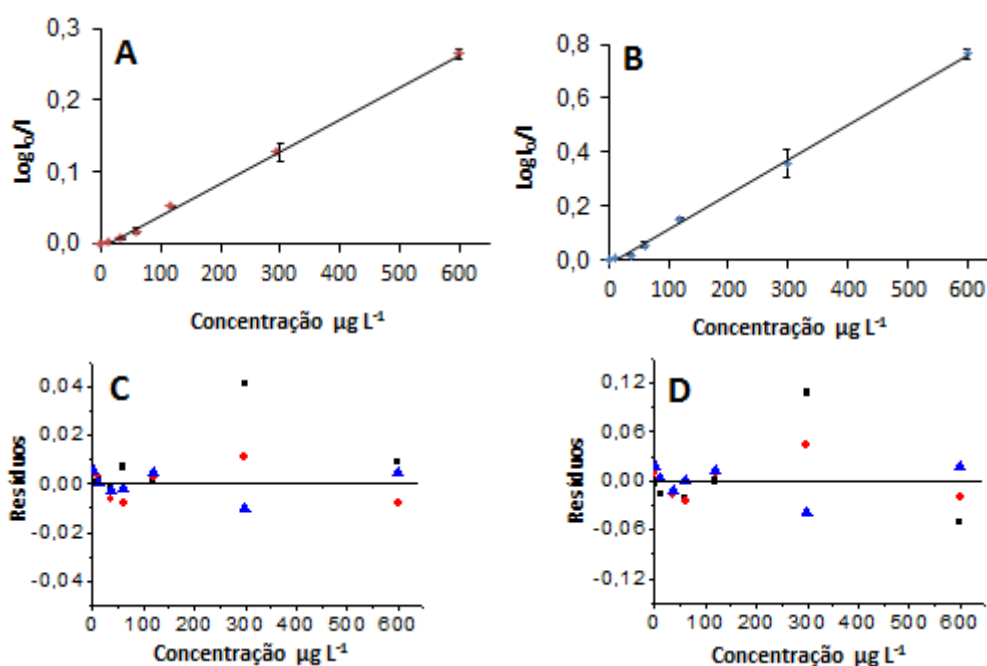 A
LogI₀/I
0,3
0,2
0,1
0,0
0 100 200 300 400 500 600
Concentração µg L⁻¹
B
LogI₀/I
0,8
0,6
0,4
0,2
0,0
0 100 200 300 400 500 600
Concentração µg L⁻¹
C
Resíduos
0,04
0,02
0,00
-0,02
-0,04
0 100 200 300 400 500 600
Concentração µg L⁻¹
D
Resíduos
0,12
0,06
0,00
-0,06
-0,12
0 100 200 300 400 500 600
Concentração µg L⁻¹